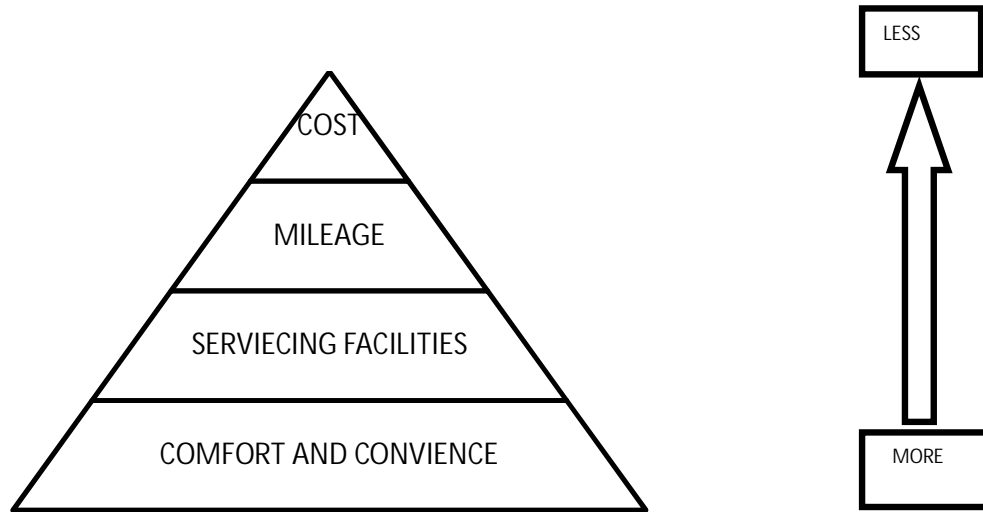 LESS
COST
MILEAGE
SERVIECING FACILITIES
COMFORT AND CONVIENCE
MORE